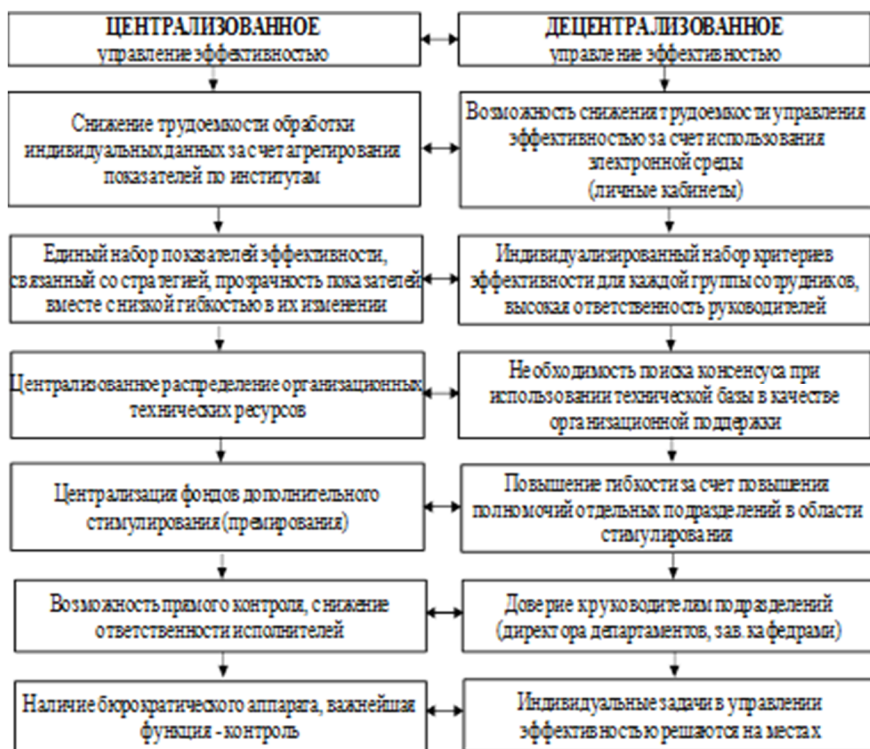 ЦЕНТРАЛИЗОВАННОЕ
управление эффективностью
ДЕЦЕНТРАЛИЗОВАННОЕ
управление эффективностью
Снижение трудоемкости обработки
индивидуальных данных за счет агрегирования
показателей по институтам
Возможность снижения трудоемкости управления
эффективностью за счет использования
электронной среды
(личные кабинеты)
Единый набор показателей эффективности,
связанный со стратегией, прозрачность показателей
вместе с низкой гибкостью в их изменении
Индивидуализированный набор критериев
эффективности для каждой группы сотрудников,
высокая ответственность руководителей
Централизованное распределение организационных
технических ресурсов
Необходимость поиска консенсуса при
использовании технической базы в качестве
организационной поддержки
Централизация фондов дополнительного
стимулирования (премирования)
Повышение гибкости за счет повышения
полномочий отдельных подразделений в области
стимулирования
Возможность прямого контроля, снижение
ответственности исполнителей
Доверие к руководителям подразделений
(директора департаментов, зав. кафедрами)
Наличие бюрократического аппарата, важнейшая
функция - контроль
Индивидуальные задачи в управлении
эффективностью решаются на местах